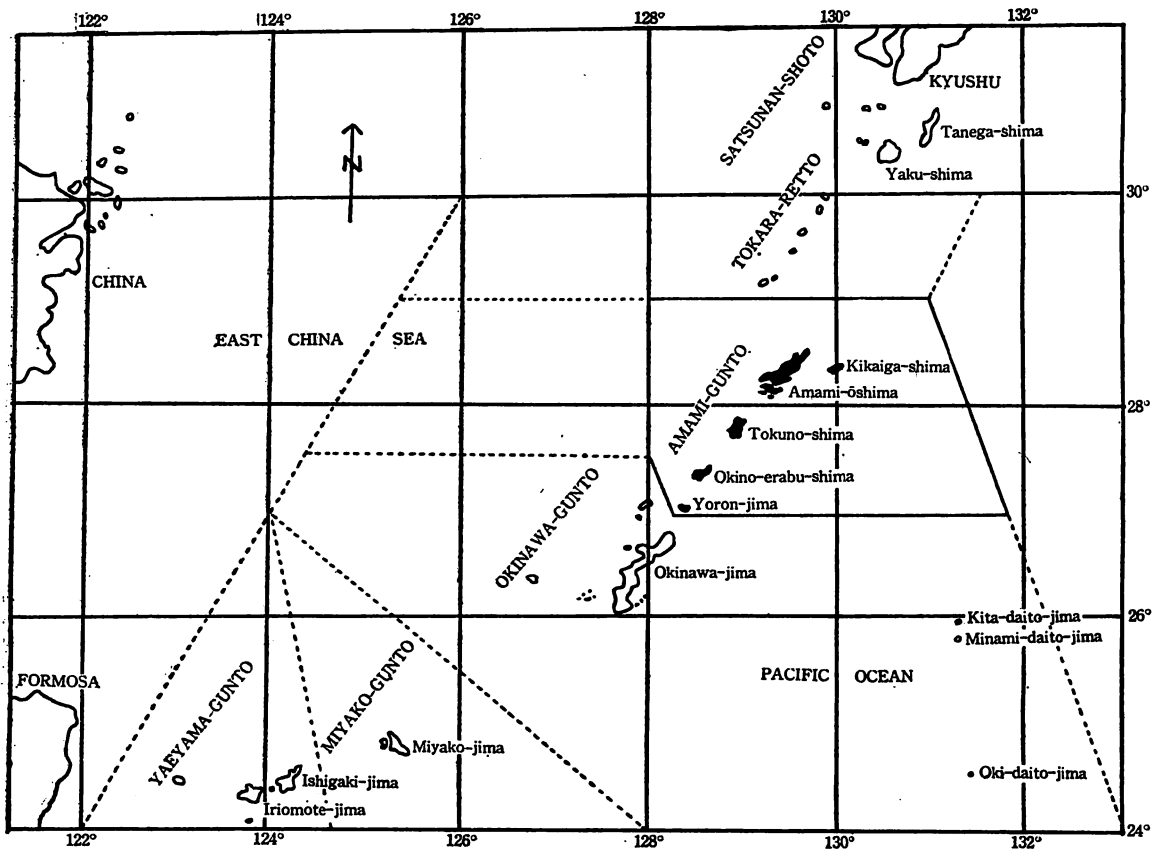 122° 124° 126° 128° 130° 132°
SATSUNAN-SHOTO
KYUSHU
Tanega-shima
Yaku-shima
N
30°
TOKARA-RETTO
CHINA
EAST CHINA SEA
AMAMI-GUNTO
Kikaiga-shima
Amami-ōshima
28°
Tokuno-shima
Okino-erabu-shima
Yoron-jima
OKINAWA-GUNTO
Okinawa-jima
26°
Kita-daito-jima
Minami-daito-jima
PACIFIC OCEAN
FORMOSA
YAEYAMA-GUNTO
MIYAKO-GUNTO
Miyako-jima
Oki-daito-jima
Ishigaki-jima
Iriomote-jima
24°
122° 124° 126° 128° 130° 132°